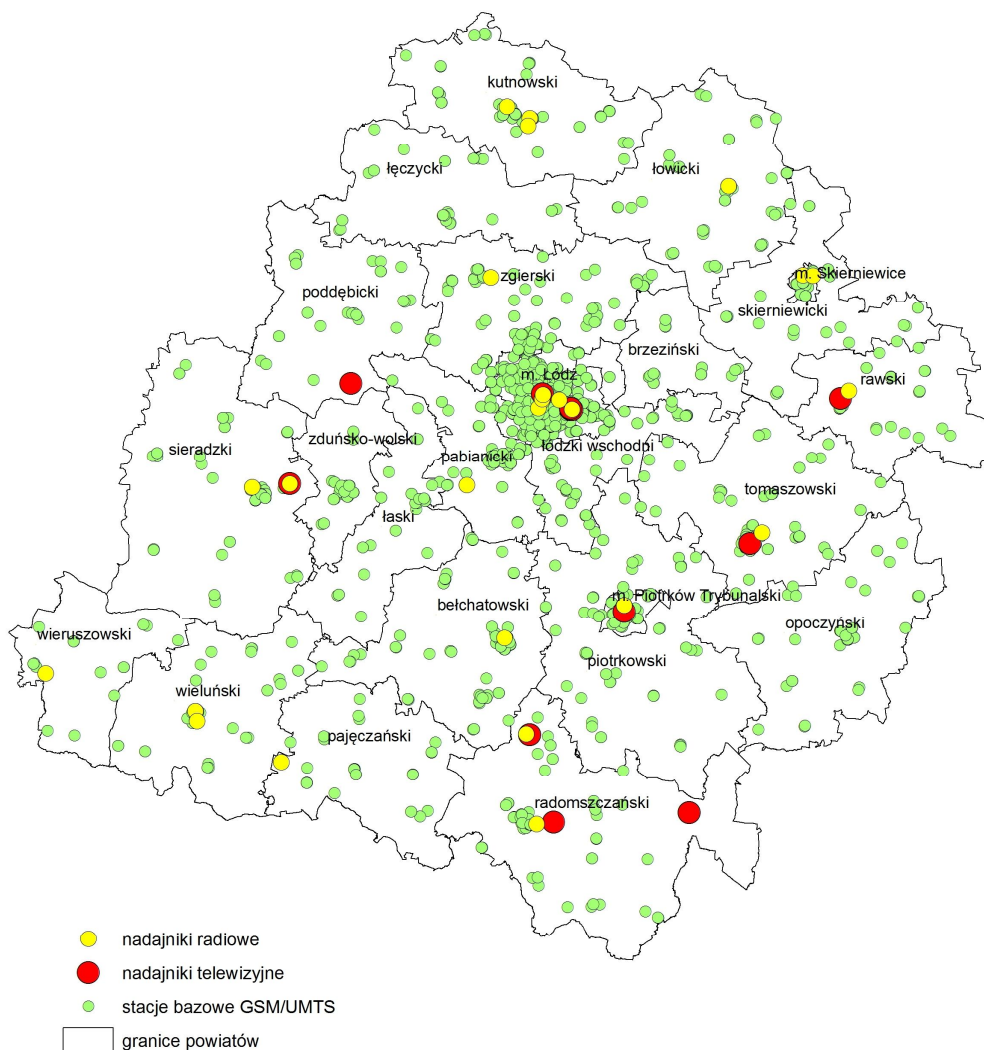 kutnowski
łęczycki
łowicki
zgierski
m. Skierniewice
poddębicki
skierniewicki
brzeziński
m. Łódź
rawski
zduńsko-wolski
sieradzki
pabianicki
łódzki wschodni
tomaszowski
łaski
bełchatowski
m. Piotrków Trybunalski
opoczyński
wieruszowski
piotrkowski
wieluński
pajęczański
radomszczański
nadajniki radiowe
nadajniki telewizyjne
stacje bazowe GSM/UMTS
granice powiatów